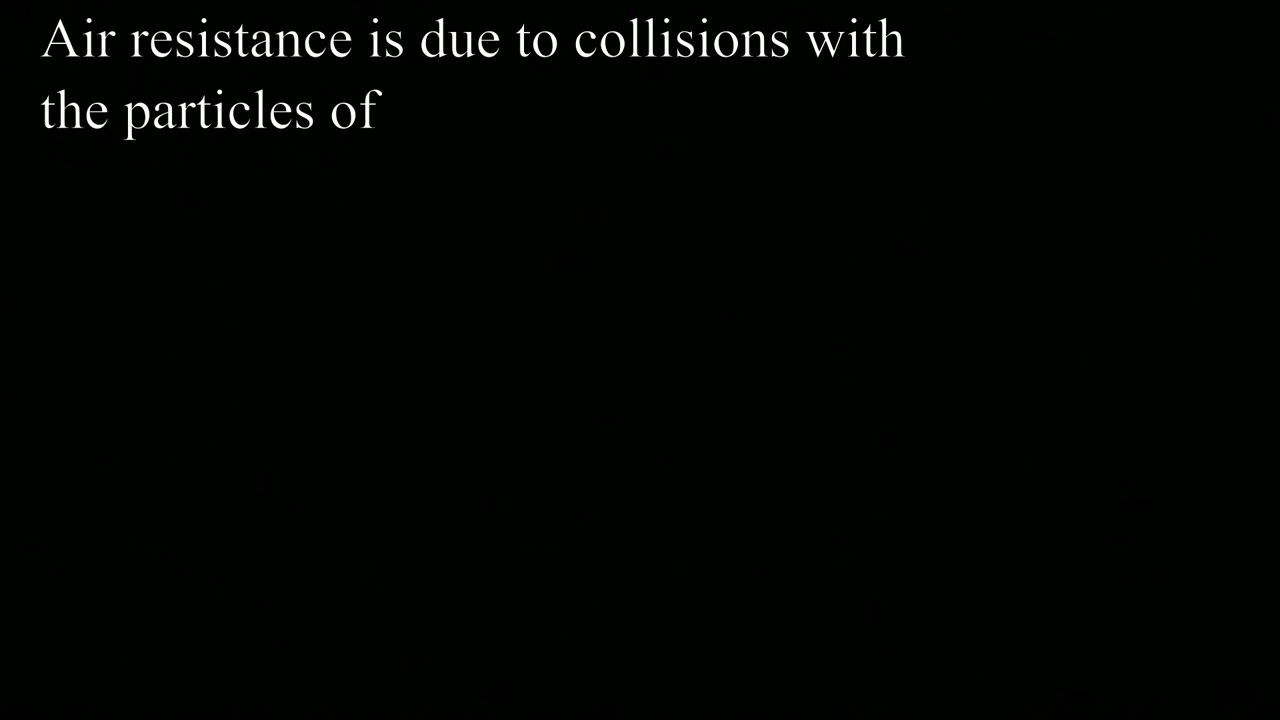 Air resistance is due to collisions with
the particles of